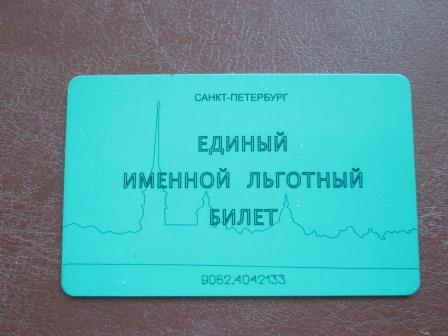 САНКТ-ПЕТЕРБУРГ
ЕДИНЫЙ
ИМЕННОЙ ЛЬГОТНЫЙ
БИЛЕТ
9062.4042133